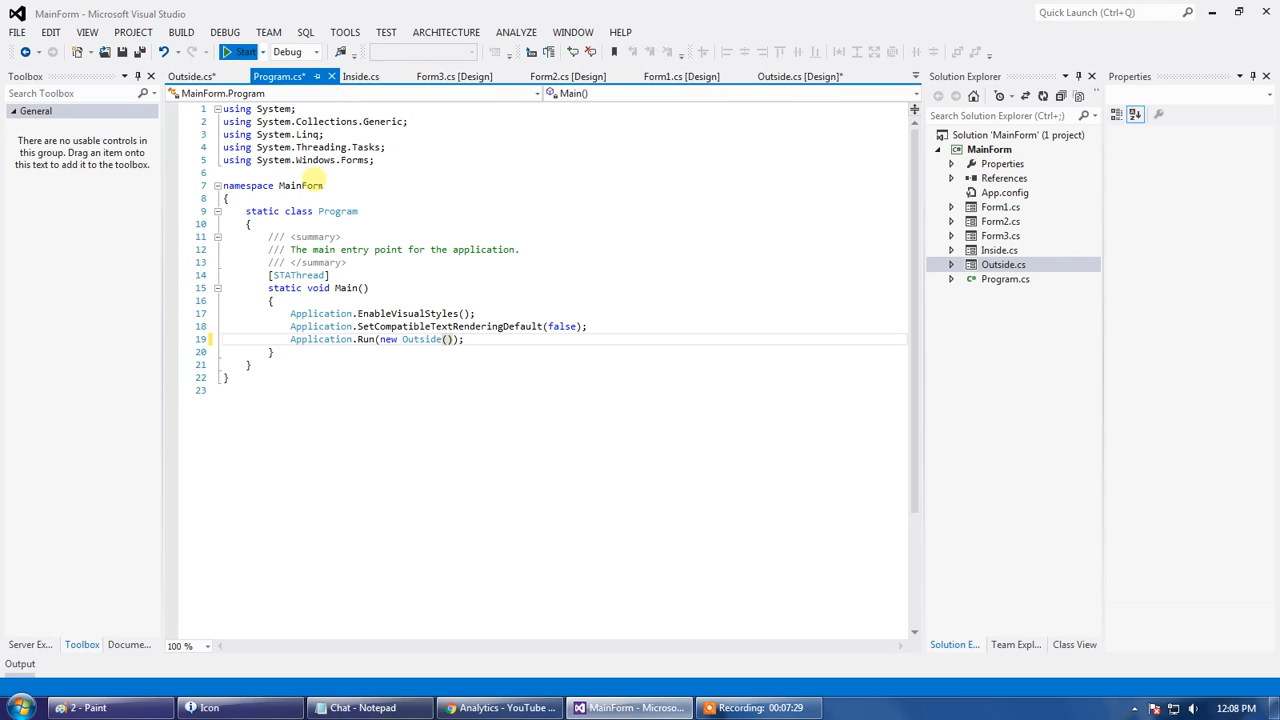 MainForm - Microsoft Visual Studio
Quick Launch (Ctrl+Q)
FILE EDIT VIEW PROJECT BUILD DEBUG TEAM SQL TOOLS TEST ARCHITECTURE ANALYZE WINDOW HELP
Start Debug
Toolbox
Search Toolbox
General
There are no usable controls in
this group. Drag an item onto
this text to add it to the toolbox.
Outside.cs* Program.cs* Inside.cs Form3.cs [Design] Form2.cs [Design] Form1.cs [Design] Outside.cs [Design]*
MainForm.Program Main()
1 using System;
2 using System.Collections.Generic;
3 using System.Linq;
4 using System.Threading.Tasks;
5 using System.Windows.Forms;
6
7 namespace MainForm
8 {
9 static class Program
10 {
11 /// <summary>
12 /// The main entry point for the application.
13 /// </summary>
14 [STAThread]
15 static void Main()
16 {
17 Application.EnableVisualStyles();
18 Application.SetCompatibleTextRenderingDefault(false);
19 Application.Run(new Outside());
20 }
21 }
22 }
23
100 %
Solution Explorer
Search Solution Explorer (Ctrl+;)
Solution 'MainForm' (1 project)
MainForm
Properties
References
App.config
Form1.cs
Form2.cs
Form3.cs
Inside.cs
Outside.cs
Program.cs
Properties
Server Ex... Toolbox Docume...
Solution E... Team Expl... Class View
Output
2 - Paint
Icon
Chat - Notepad
Analytics - YouTube ...
MainForm - Microso...
Recording: 00:07:29
12:08 PM